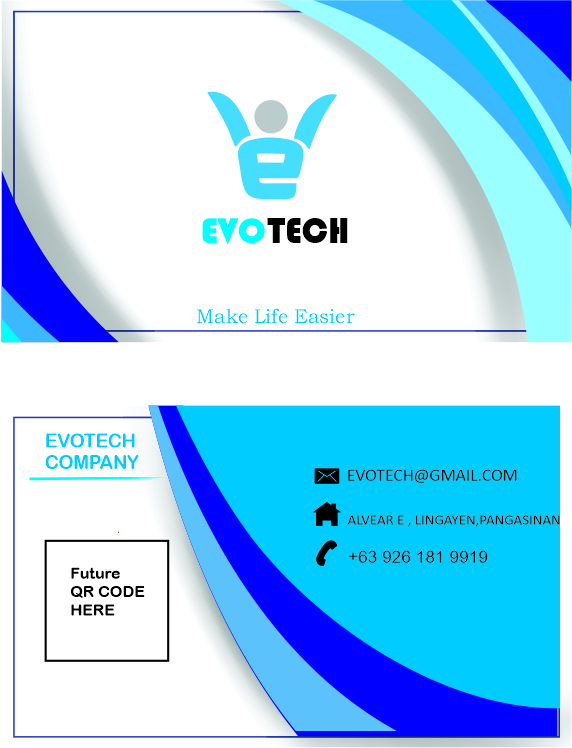 e
EVOTECH
Make Life Easier
EVOTECH
COMPANY
EVOTECH@GMAIL.COM
ALVEAR E , LINGAYEN,PANGASINAN
+63 926 181 9919
Future
QR CODE
HERE